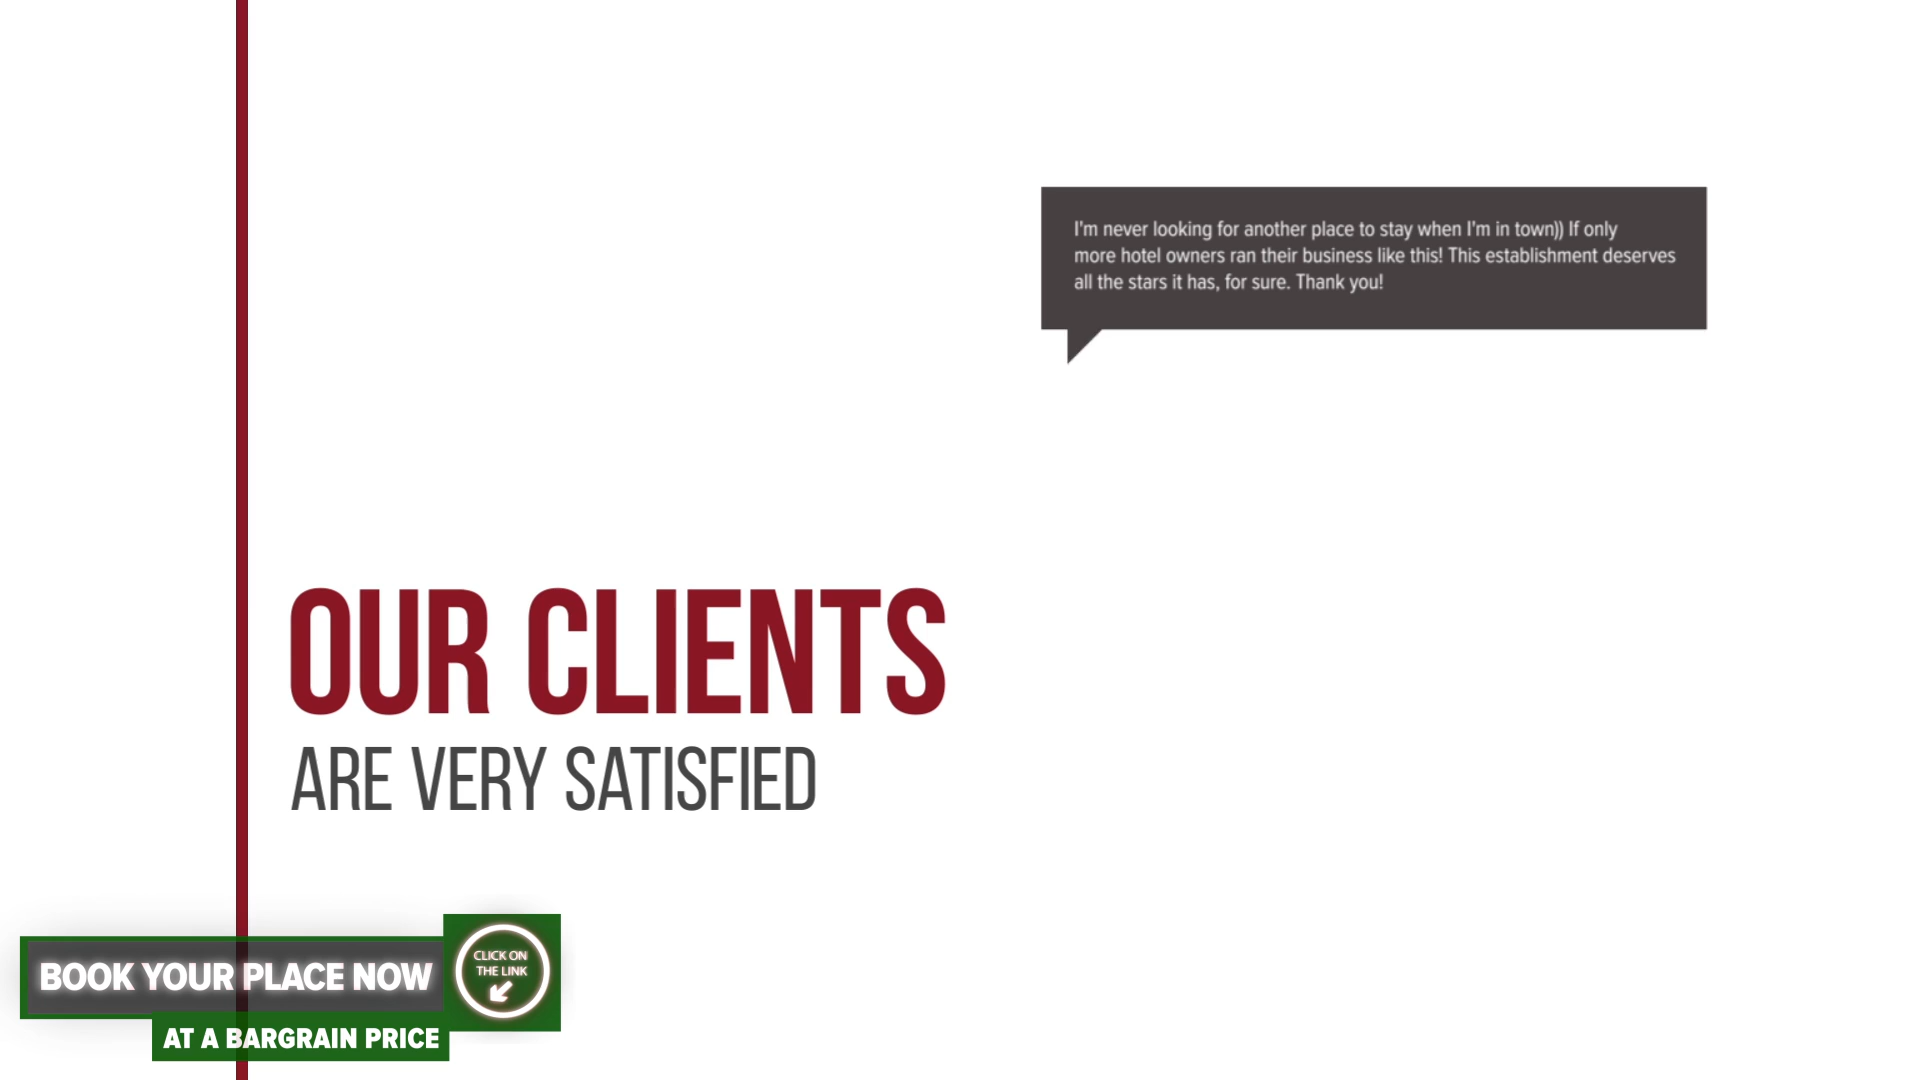 I'm never looking for another place to stay when I'm in town)) If only
more hotel owners ran their business like this! This establishment deserves
all the stars it has, for sure. Thank you!
OUR CLIENTS
ARE VERY SATISFIED
BOOK YOUR PLACE NOW
CLICK ON
THE LINK
AT A BARGRAIN PRICE